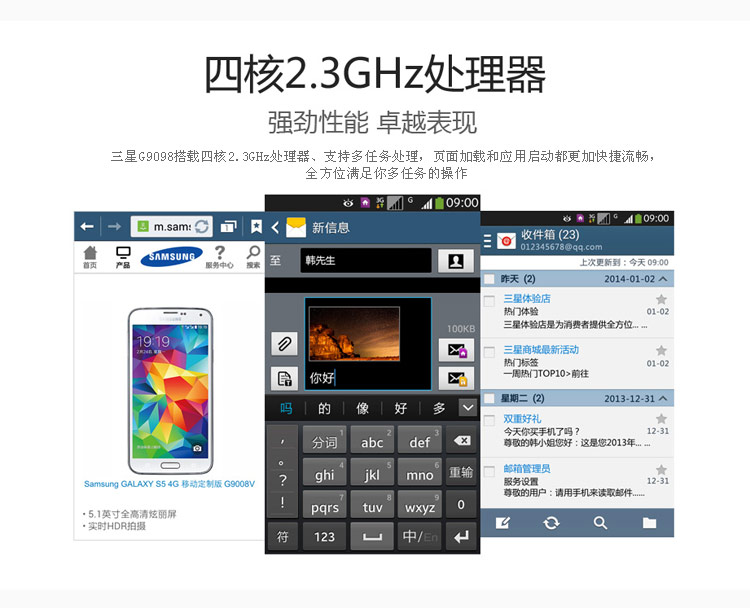 四核2.3GHz处理器
强劲性能 卓越表现
三星G9098搭载四核2.3GHz处理器、支持多任务处理，页面加载和应用启动都更加快捷流畅，
全方位满足你多任务的操作
m.sams
首页
产品
SAMSUNG
服务中心
搜索
19:19
Samsung GALAXY S5 4G 移动定制版 G9008V
• 5.1英寸全高清炫丽屏
• 实时HDR拍摄
3G G 09:00
新信息
至 韩先生
100KB
你好
吗 的 像 好 多
， 分词 1 abc 2 def 3
。 ghi 4 jkl 5 mno 6 重输
？
！ pqrs 7 tuv 8 wxyz 9 0
符 123 中/En
3G G 09:00
收件箱 (23)
012345678@qq.com
上次更新到：今天 09:00
昨天 (2) 2014-01-02
三星体验店
热门体验 01-02
三星体验店是为消费者提供全方位... ...
三星商城最新活动
热门标签 01-02
一周热门TOP10>前往
星期二 (2) 2013-12-31
双重好礼
今天你买手机了吗？ 12-31
尊敬的韩小姐您好：这是您2013年... ...
邮箱管理员
服务设置 12-31
尊敬的用户：请用手机来读取邮件......